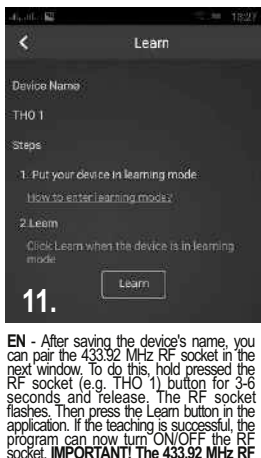 18:27
Learn
Device Name
THO 1
Steps
1. Put your device in learning mode
How to enter learning mode?
2.Learn
Click Learn when the device is in learning
mode
Learn
11.
EN - After saving the device's name, you
can pair the 433.92 MHz RF socket in the
next window. To do this, hold pressed the
RF socket (e.g. THO 1) button for 3-6
seconds and release. The RF socket
flashes. Then press the Learn button in the
application. If the teaching is successful, the
program can now turn ON/OFF the RF
socket. IMPORTANT! The 433.92 MHz RF